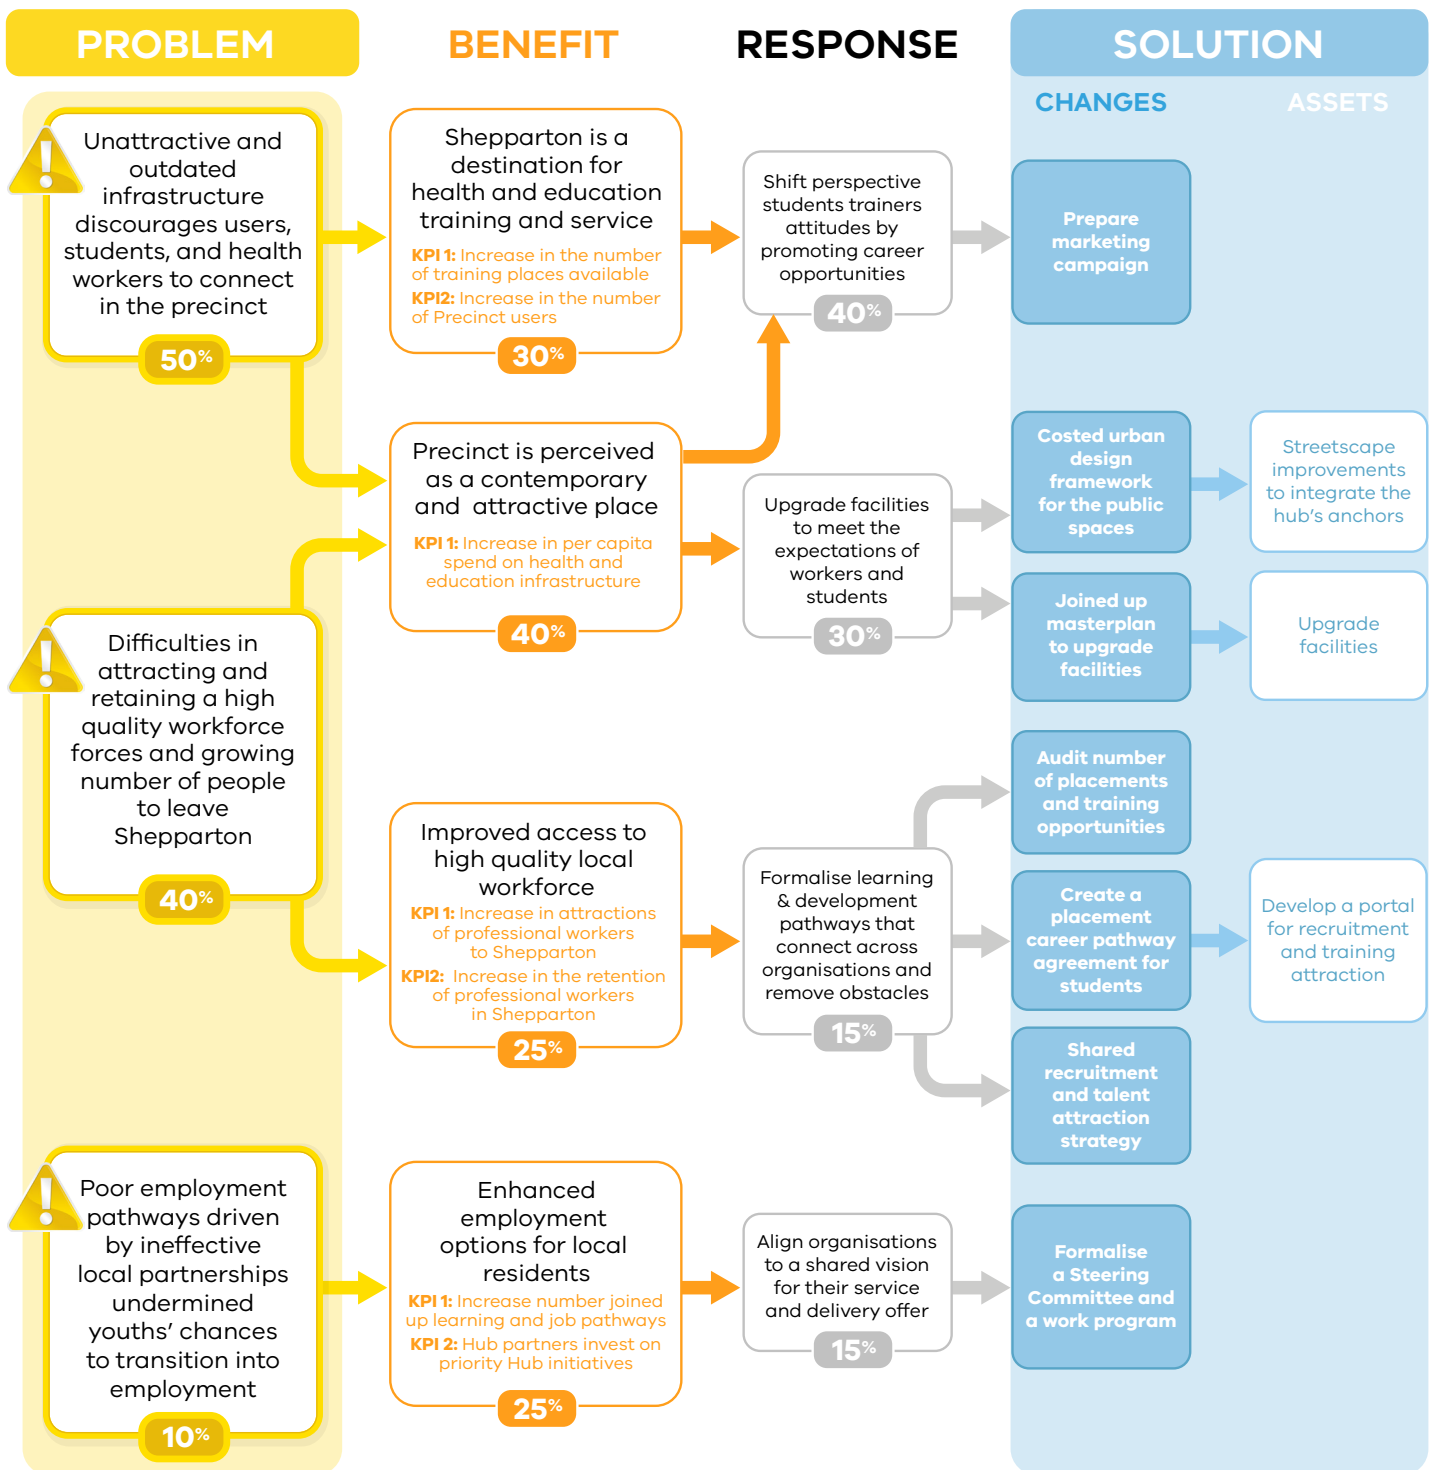 PROBLEM
BENEFIT
RESPONSE
SOLUTION
CHANGES
ASSETS
Unattractive and
outdated
infrastructure
discourages users,
students, and health
workers to connect
in the precinct
50%
Difficulties in
attracting and
retaining a high
quality workforce
forces and growing
number of people
to leave
Shepparton
40%
Poor employment
pathways driven
by ineffective
local partnerships
undermined
youths’ chances
to transition into
employment
10%
Shepparton is a
destination for
health and education
training and service
KPI 1: Increase in the number
of training places available
KPI2: Increase in the number
of Precinct users
30%
Precinct is perceived
as a contemporary
and attractive place
KPI 1: Increase in per capita
spend on health and
education infrastructure
40%
Improved access to
high quality local
workforce
KPI 1: Increase in attractions
of professional workers
to Shepparton
KPI2: Increase in the retention
of professional workers
in Shepparton
25%
Enhanced
employment
options for local
residents
KPI 1: Increase number joined
up learning and job pathways
KPI 2: Hub partners invest on
priority Hub initiatives
25%
Shift perspective
students trainers
attitudes by
promoting career
opportunities
40%
Upgrade facilities
to meet the
expectations of
workers and
students
30%
Formalise learning
& development
pathways that
connect across
organisations and
remove obstacles
15%
Align organisations
to a shared vision
for their service
and delivery offer
15%
Prepare
marketing
campaign
Costed urban
design
framework
for the public
spaces
Joined up
masterplan
to upgrade
facilities
Audit number
of placements
and training
opportunities
Create a
placement
career pathway
agreement for
students
Shared
recruitment
and talent
attraction
strategy
Formalise
a Steering
Committee and
a work program
Streetscape
improvements
to integrate the
hub’s anchors
Upgrade
facilities
Develop a portal
for recruitment
and training
attraction